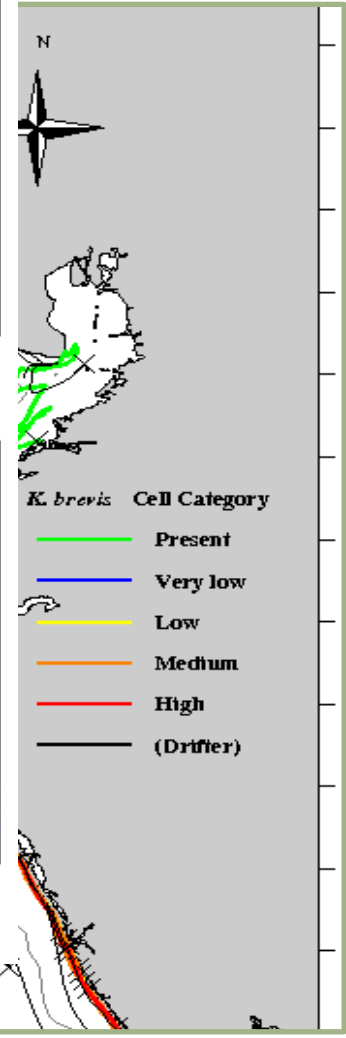 N
K. brevis Cell Category
Present
Very low
Low
Medium
High
(Drifter)